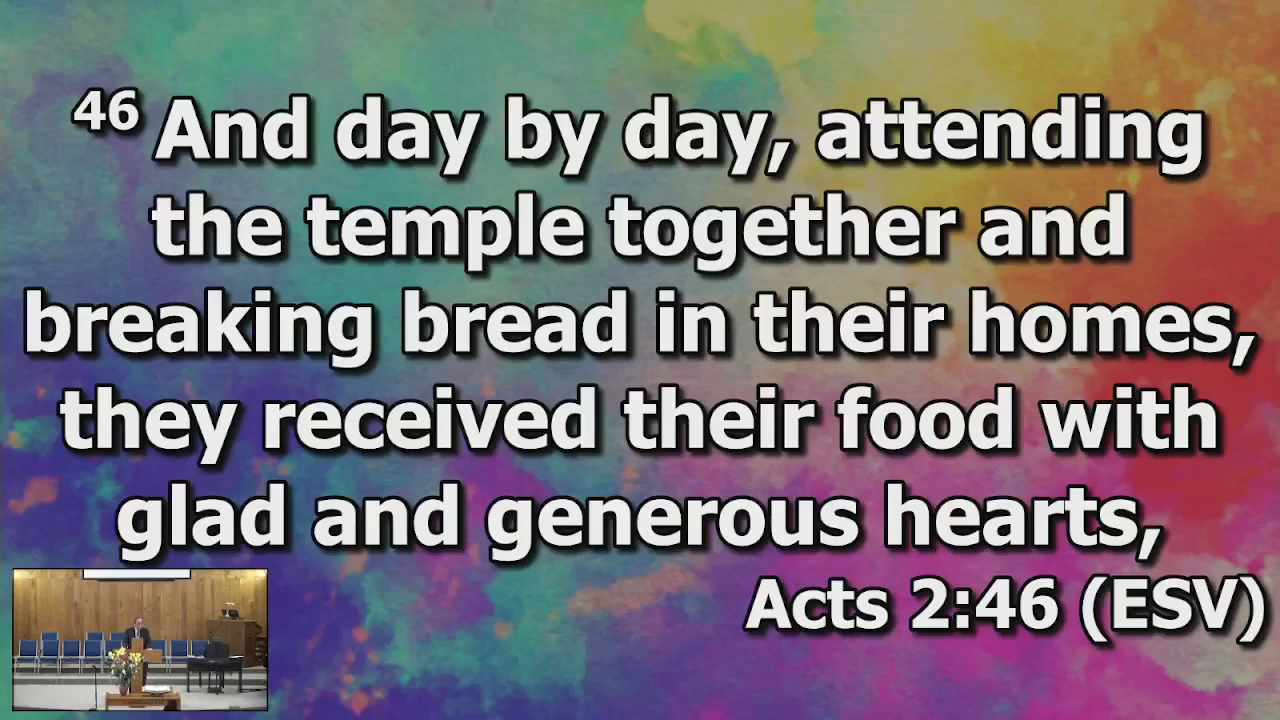 46 And day by day, attending
the temple together and
breaking bread in their homes,
they received their food with
glad and generous hearts,
Acts 2:46 (ESV)